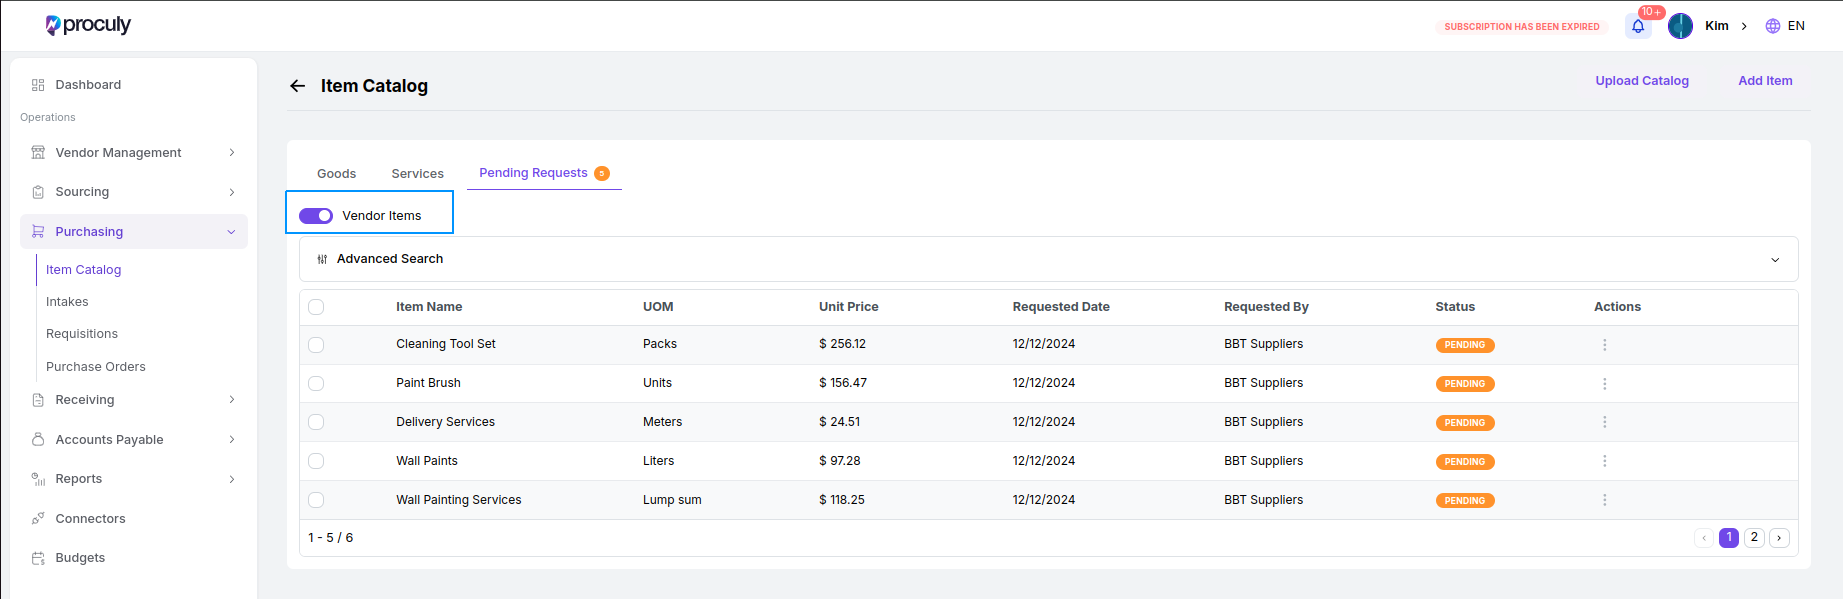 proculy
SUBSCRIPTION HAS BEEN EXPIRED
10+
Kim
EN
Dashboard
Operations
Vendor Management
Sourcing
Purchasing
Item Catalog
Intakes
Requisitions
Purchase Orders
Receiving
Accounts Payable
Reports
Connectors
Budgets
Item Catalog
Upload Catalog Add Item
Goods Services Pending Requests 5
Vendor Items
Advanced Search
Item Name UOM Unit Price Requested Date Requested By Status Actions
Cleaning Tool Set Packs $ 256.12 12/12/2024 BBT Suppliers PENDING
Paint Brush Units $ 156.47 12/12/2024 BBT Suppliers PENDING
Delivery Services Meters $ 24.51 12/12/2024 BBT Suppliers PENDING
Wall Paints Liters $ 97.28 12/12/2024 BBT Suppliers PENDING
Wall Painting Services Lump sum $ 118.25 12/12/2024 BBT Suppliers PENDING
1 - 5 / 6 ‹ 1 2 ›